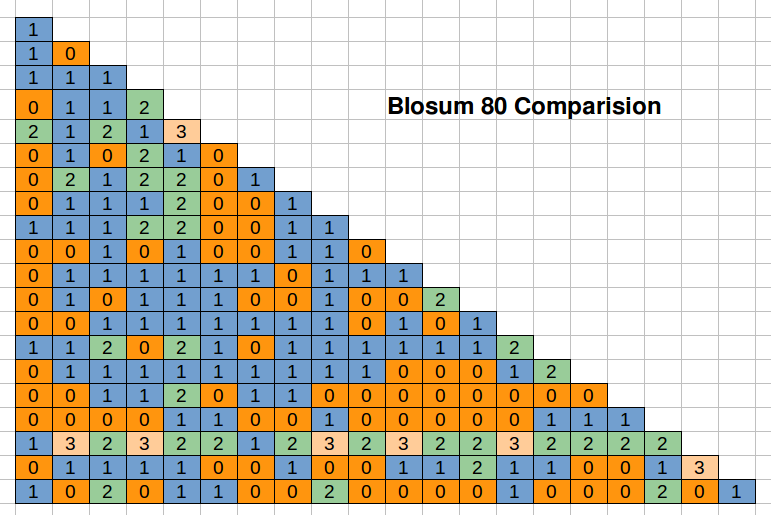 1
1 0
1 1 1
0 1 1 2
Blosum 80 Comparision
2 1 2 1 3
0 1 0 2 1 0
0 2 1 2 2 0 1
0 1 1 1 2 0 0 1
1 1 1 2 2 0 0 1 1
0 0 1 0 1 0 0 1 1 0
0 1 1 1 1 1 1 0 1 1 1
0 1 0 1 1 1 0 0 1 0 0 2
0 0 1 1 1 1 1 1 1 0 1 0 1
1 1 2 0 2 1 0 1 1 1 1 1 1 2
0 1 1 1 1 1 1 1 1 1 0 0 0 1 2
0 0 1 1 2 0 1 1 0 0 0 0 0 0 0 0
0 0 0 0 1 1 0 0 1 0 0 0 0 0 1 1 1
1 3 2 3 2 2 1 2 3 2 3 2 2 3 2 2 2 2
0 1 1 1 1 0 0 1 0 0 1 1 2 1 1 0 0 1 3
1 0 2 0 1 1 0 0 2 0 0 0 0 1 0 0 0 2 0 1